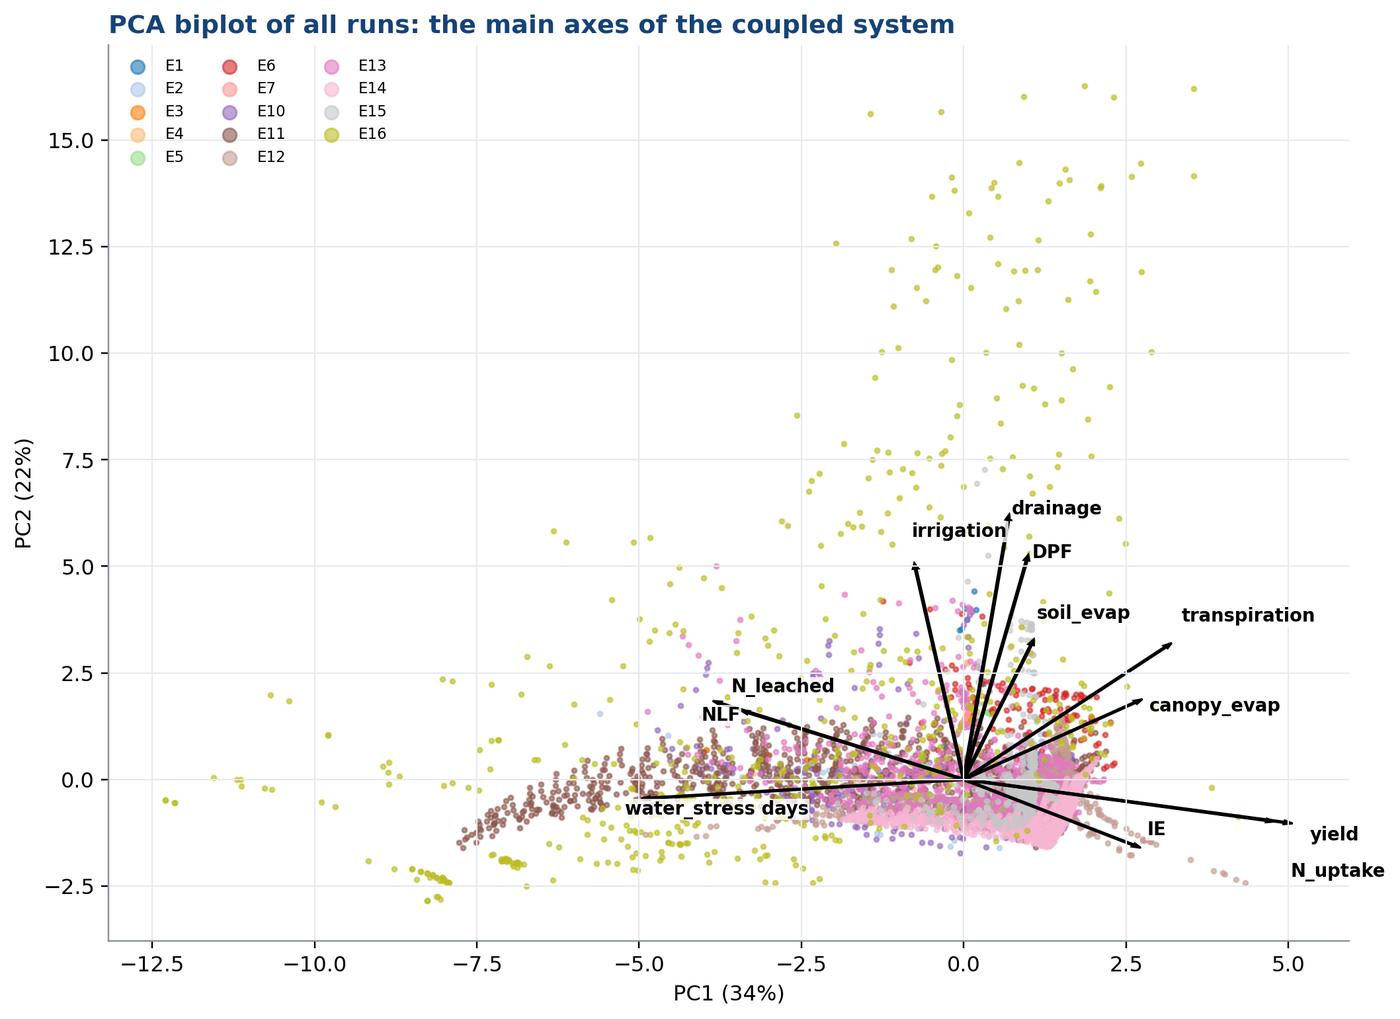 PCA biplot of all runs: the main axes of the coupled system
E1
E2
E3
E4
E5
E6
E7
E10
E11
E12
E13
E14
E15
E16
15.0
12.5
10.0
7.5
5.0
2.5
0.0
−2.5
PC2 (22%)
drainage
irrigation
DPF
soil_evap
transpiration
N_leached
NLF
canopy_evap
water_stress days
IE
yield
N_uptake
−12.5
−10.0
−7.5
−5.0
−2.5
0.0
2.5
5.0
PC1 (34%)